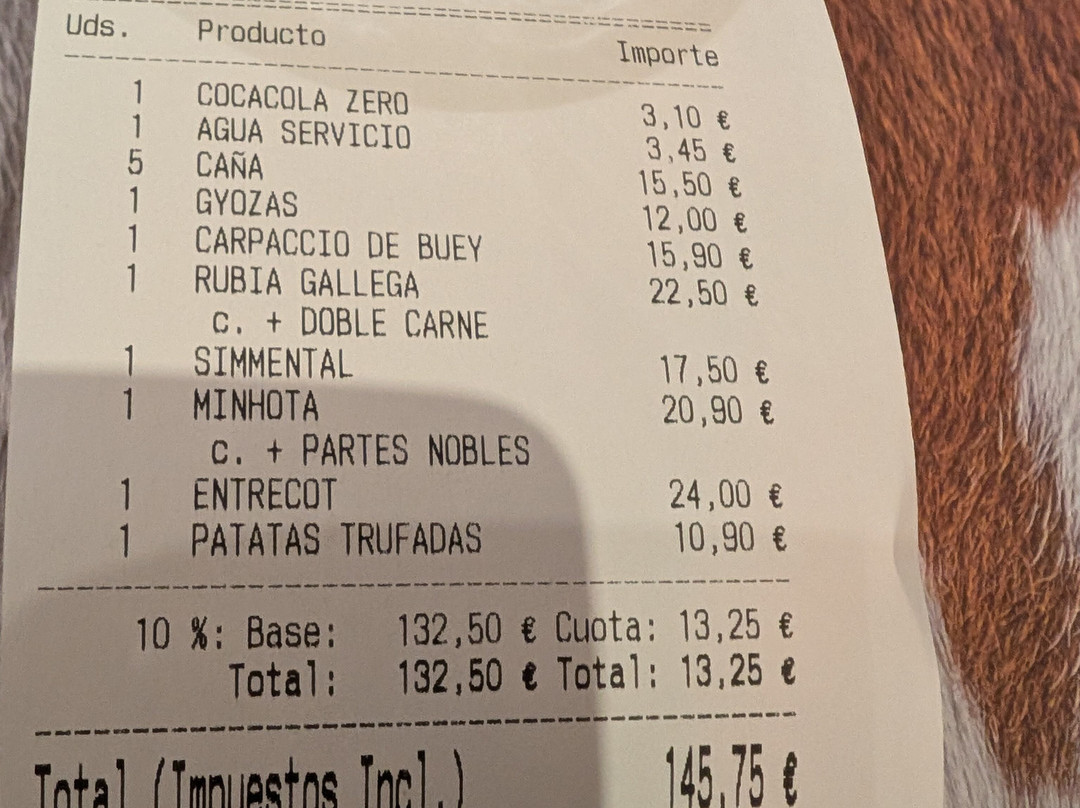 Uds. Producto Importe
1 COCACOLA ZERO 3,10 €
1 AGUA SERVICIO 3,45 €
5 CAÑA 15,50 €
1 GYOZAS 12,00 €
1 CARPACCIO DE BUEY 15,90 €
1 RUBIA GALLEGA 22,50 €
c. + DOBLE CARNE
1 SIMMENTAL 17,50 €
1 MINHOTA 20,90 €
c. + PARTES NOBLES
1 ENTRECOT 24,00 €
1 PATATAS TRUFADAS 10,90 €
10 %: Base: 132,50 € Cuota: 13,25 €
Total: 132,50 € Total: 13,25 €
Total (Impuestos Incl.) 145,75 €